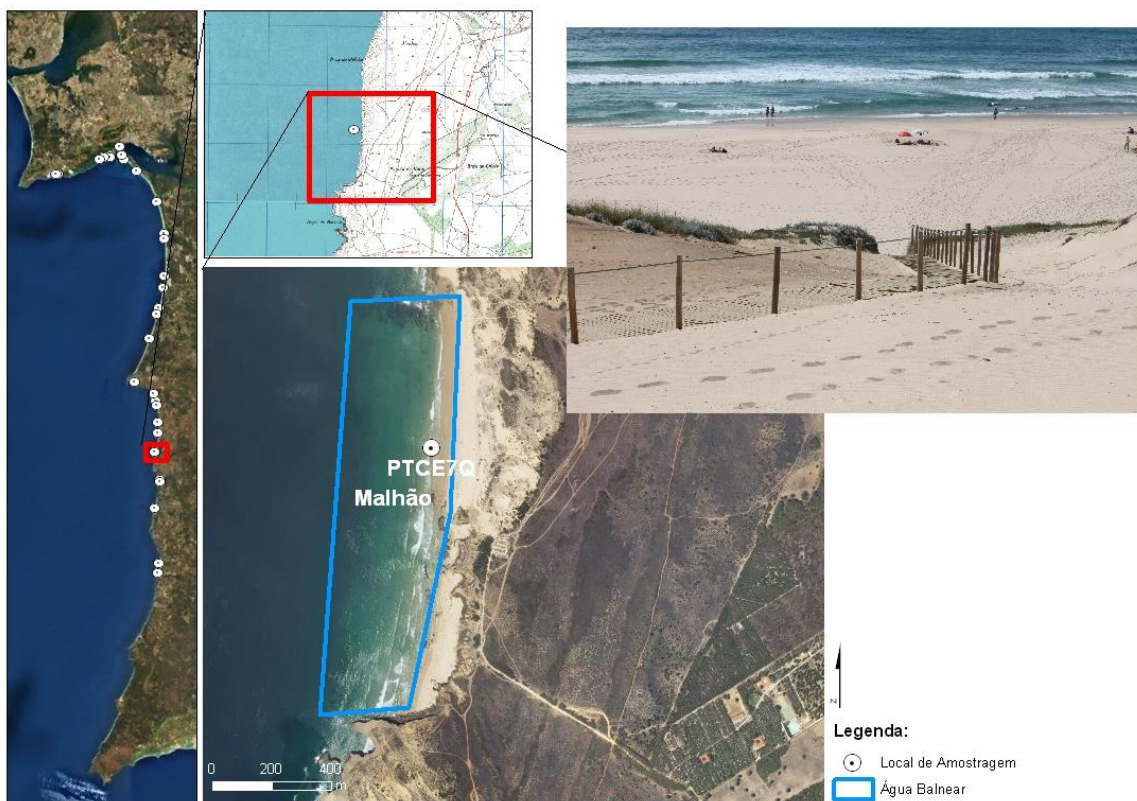 PTCE7Q
Malhão
0 200 400
m
N
Legenda:
Local de Amostragem
Água Balnear